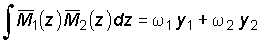 ∫ M̅₁(z) M̅₂(z) dz = ω₁ y₁ + ω₂ y₂